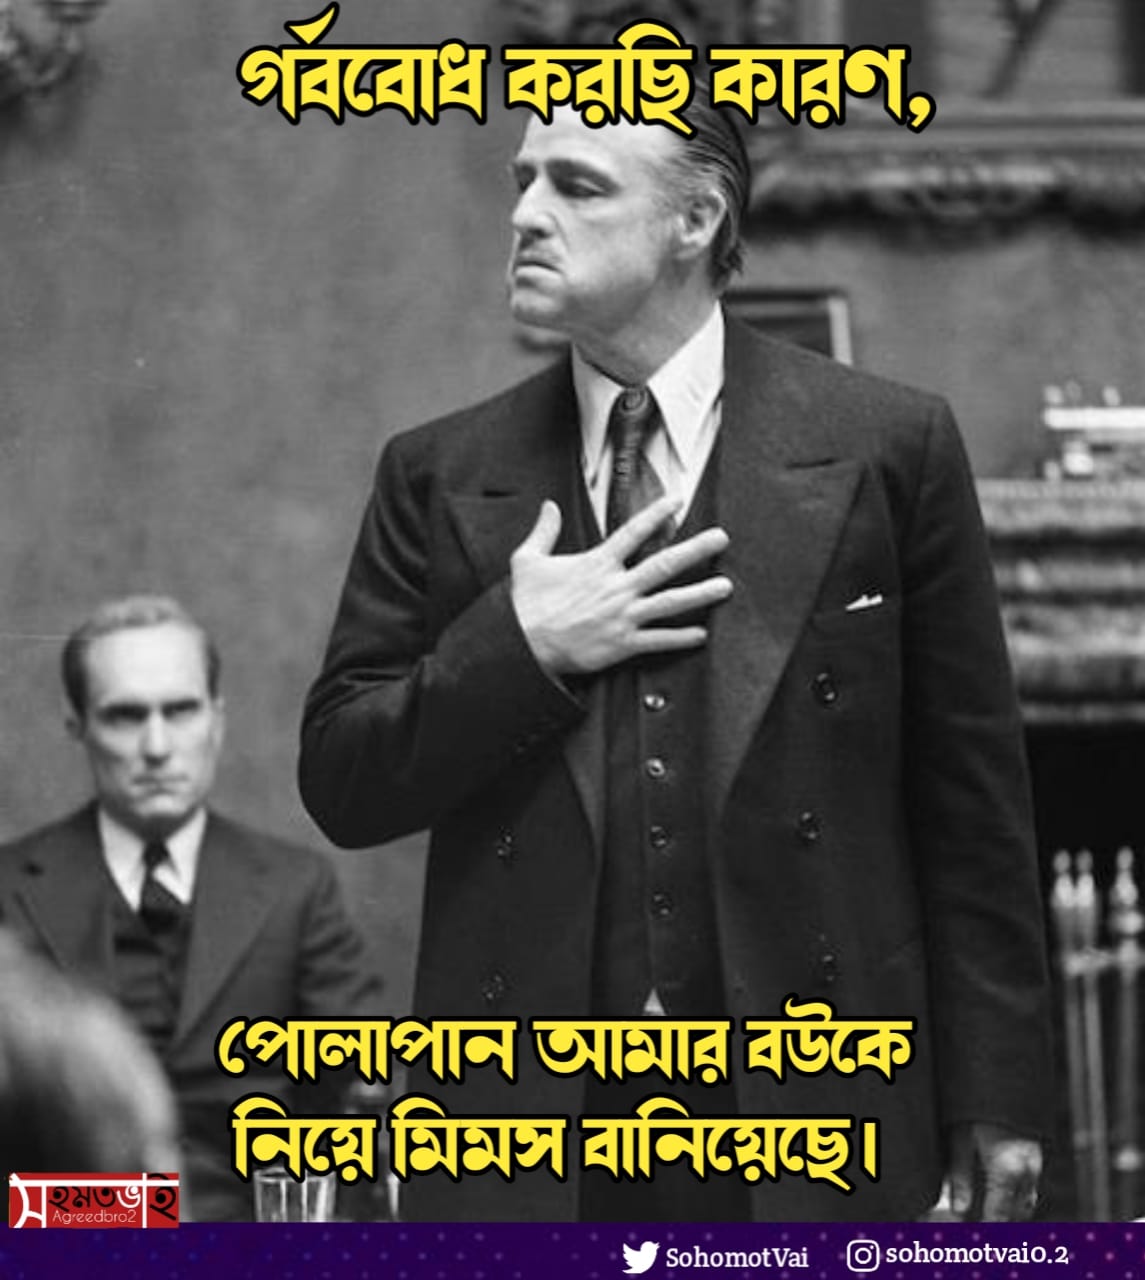 গর্ববোধ করছি কারণ,
পোলাপান আমার বউকে
নিয়ে মিমস বানিয়েছে।
সহমতভাই
Agreedbro2
SohomotVai
sohomotvai0.2